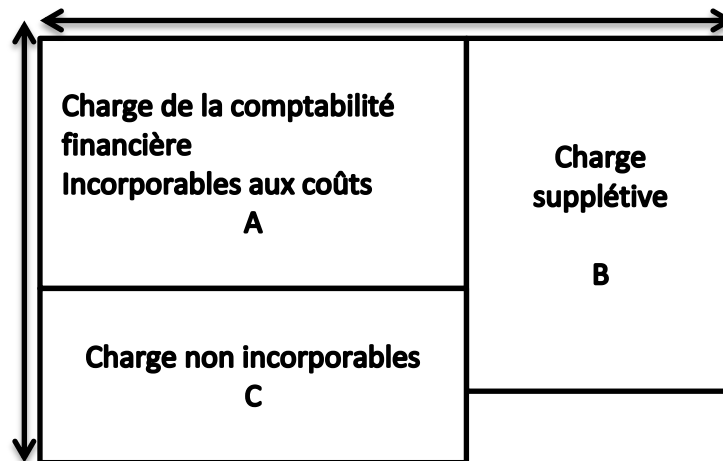 Charge de la comptabilité
financière
Incorporables aux coûts
A
Charge
supplétive
B
Charge non incorporables
C